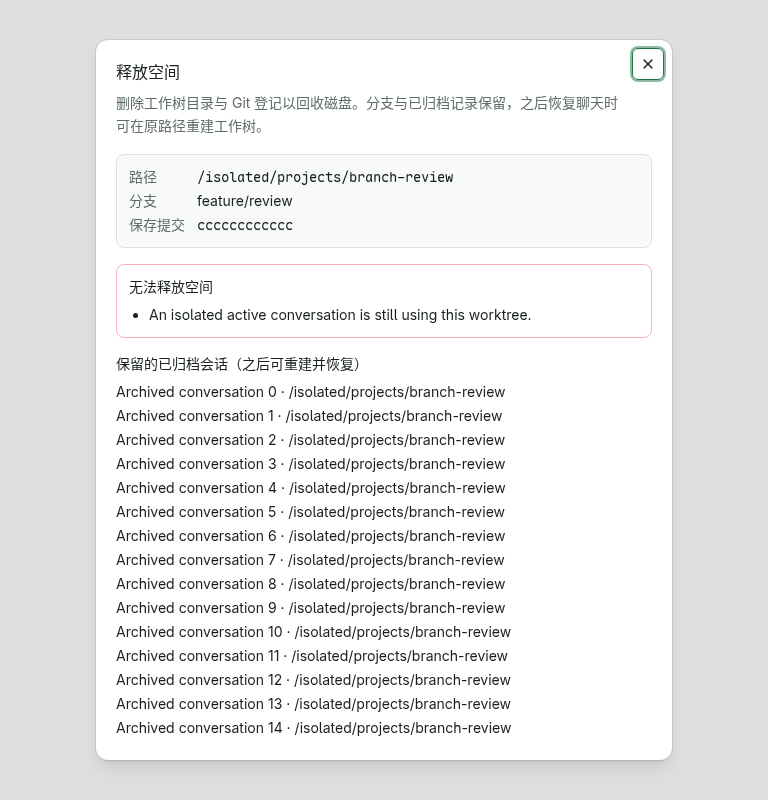 释放空间
删除工作树目录与 Git 登记以回收磁盘。分支与已归档记录保留，之后恢复聊天时
可在原路径重建工作树。
路径 /isolated/projects/branch-review
分支 feature/review
保存提交 cccccccccccc
无法释放空间
• An isolated active conversation is still using this worktree.
保留的已归档会话（之后可重建并恢复）
Archived conversation 0 · /isolated/projects/branch-review
Archived conversation 1 · /isolated/projects/branch-review
Archived conversation 2 · /isolated/projects/branch-review
Archived conversation 3 · /isolated/projects/branch-review
Archived conversation 4 · /isolated/projects/branch-review
Archived conversation 5 · /isolated/projects/branch-review
Archived conversation 6 · /isolated/projects/branch-review
Archived conversation 7 · /isolated/projects/branch-review
Archived conversation 8 · /isolated/projects/branch-review
Archived conversation 9 · /isolated/projects/branch-review
Archived conversation 10 · /isolated/projects/branch-review
Archived conversation 11 · /isolated/projects/branch-review
Archived conversation 12 · /isolated/projects/branch-review
Archived conversation 13 · /isolated/projects/branch-review
Archived conversation 14 · /isolated/projects/branch-review